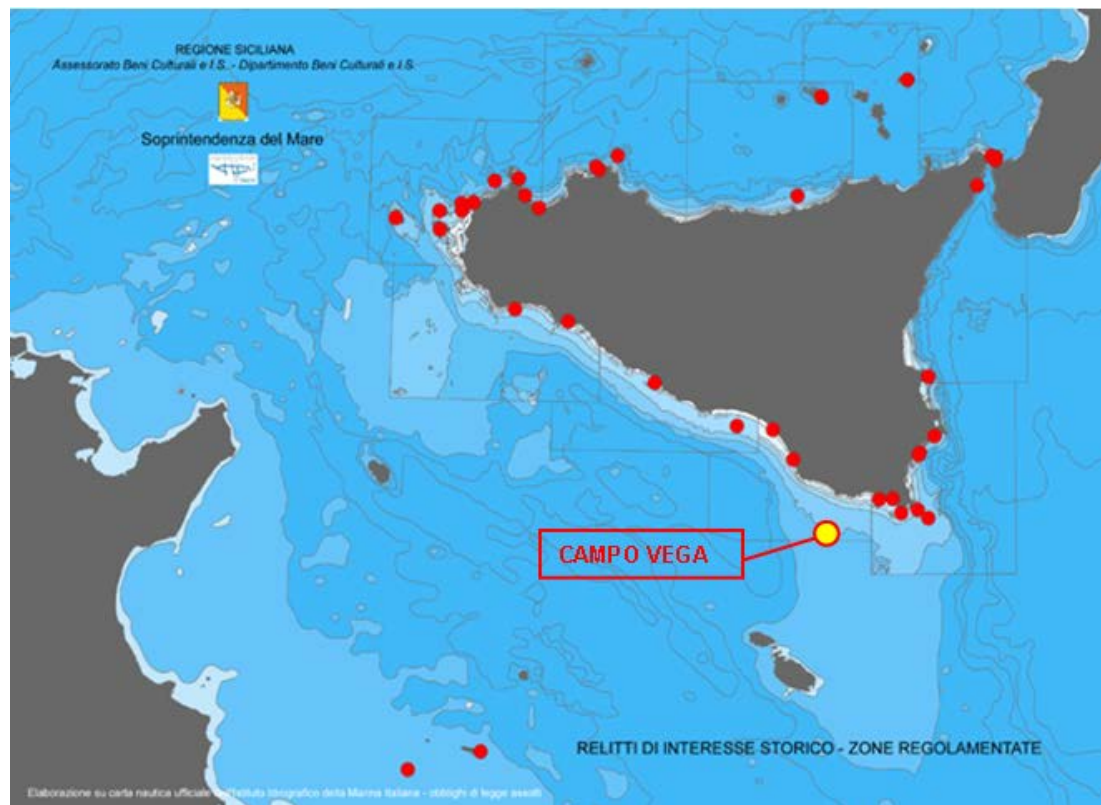 REGIONE SICILIANA
Assessorato Beni Culturali e I.S. - Dipartimento Beni Culturali e I.S.
Soprintendenza del Mare
CAMPO VEGA
RELITTI DI INTERESSE STORICO - ZONE REGOLAMENTATE
Elaborazione su carta nautica ufficiale dell'Istituto Idrografico della Marina Italiana - obblighi di legge assolti